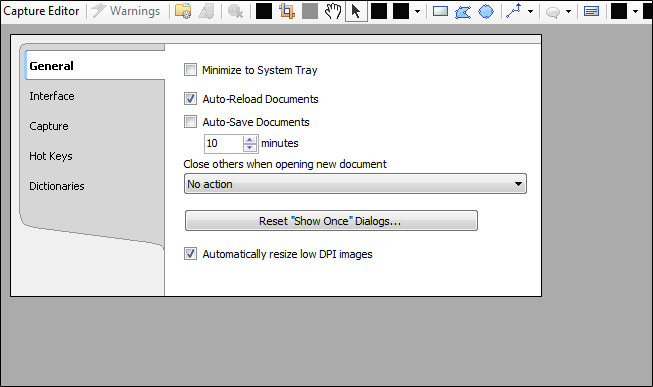 Capture Editor Warnings
General
Interface
Capture
Hot Keys
Dictionaries
Minimize to System Tray
Auto-Reload Documents
Auto-Save Documents
10 minutes
Close others when opening new document
No action
Reset "Show Once" Dialogs...
Automatically resize low DPI images